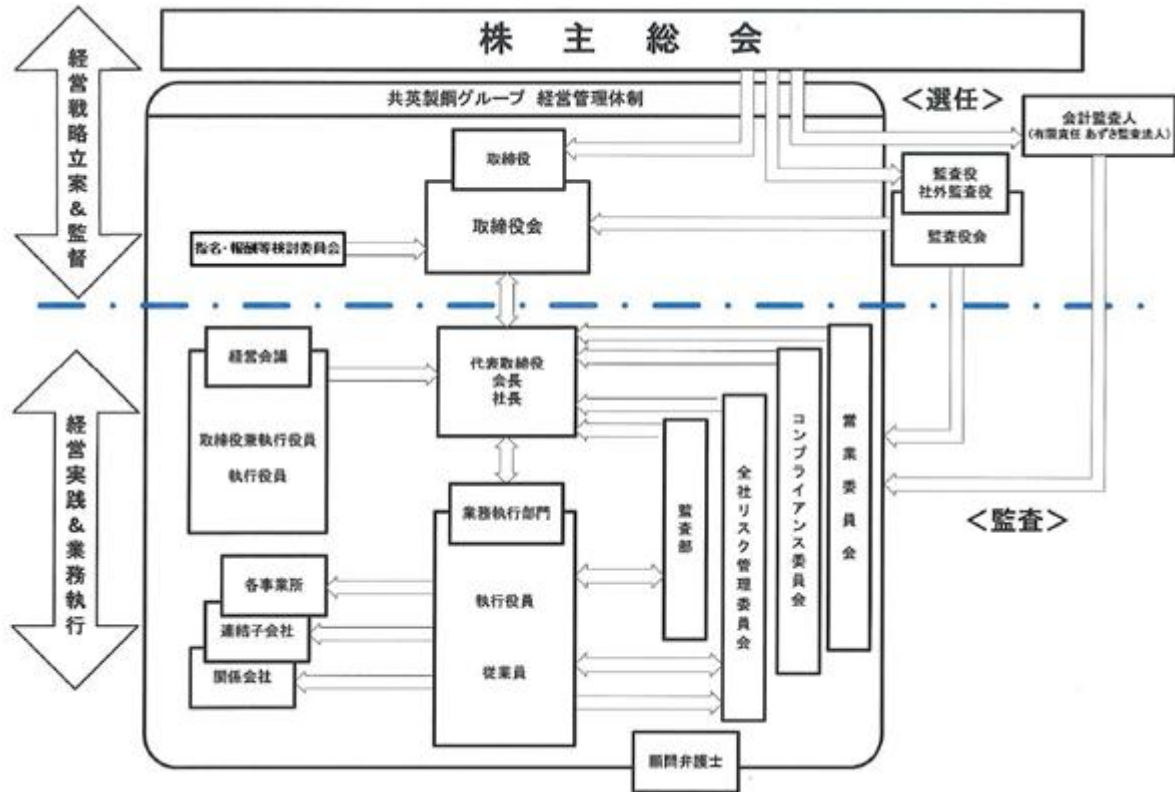 株主総会
経営戦略立案&監督
共英製鋼グループ 経営管理体制
<選任>
会計監査人
(有限責任 あずさ監査法人)
取締役
取締役会
監査役
社外監査役
監査役会
指名・報酬等検討委員会
経営会議
取締役兼執行役員
執行役員
代表取締役
会長
社長
営業委員会
コンプライアンス委員会
全社リスク管理委員会
監査部
<監査>
経営実践&業務執行
業務執行部門
執行役員
従業員
各事業所
連結子会社
関係会社
顧問弁護士